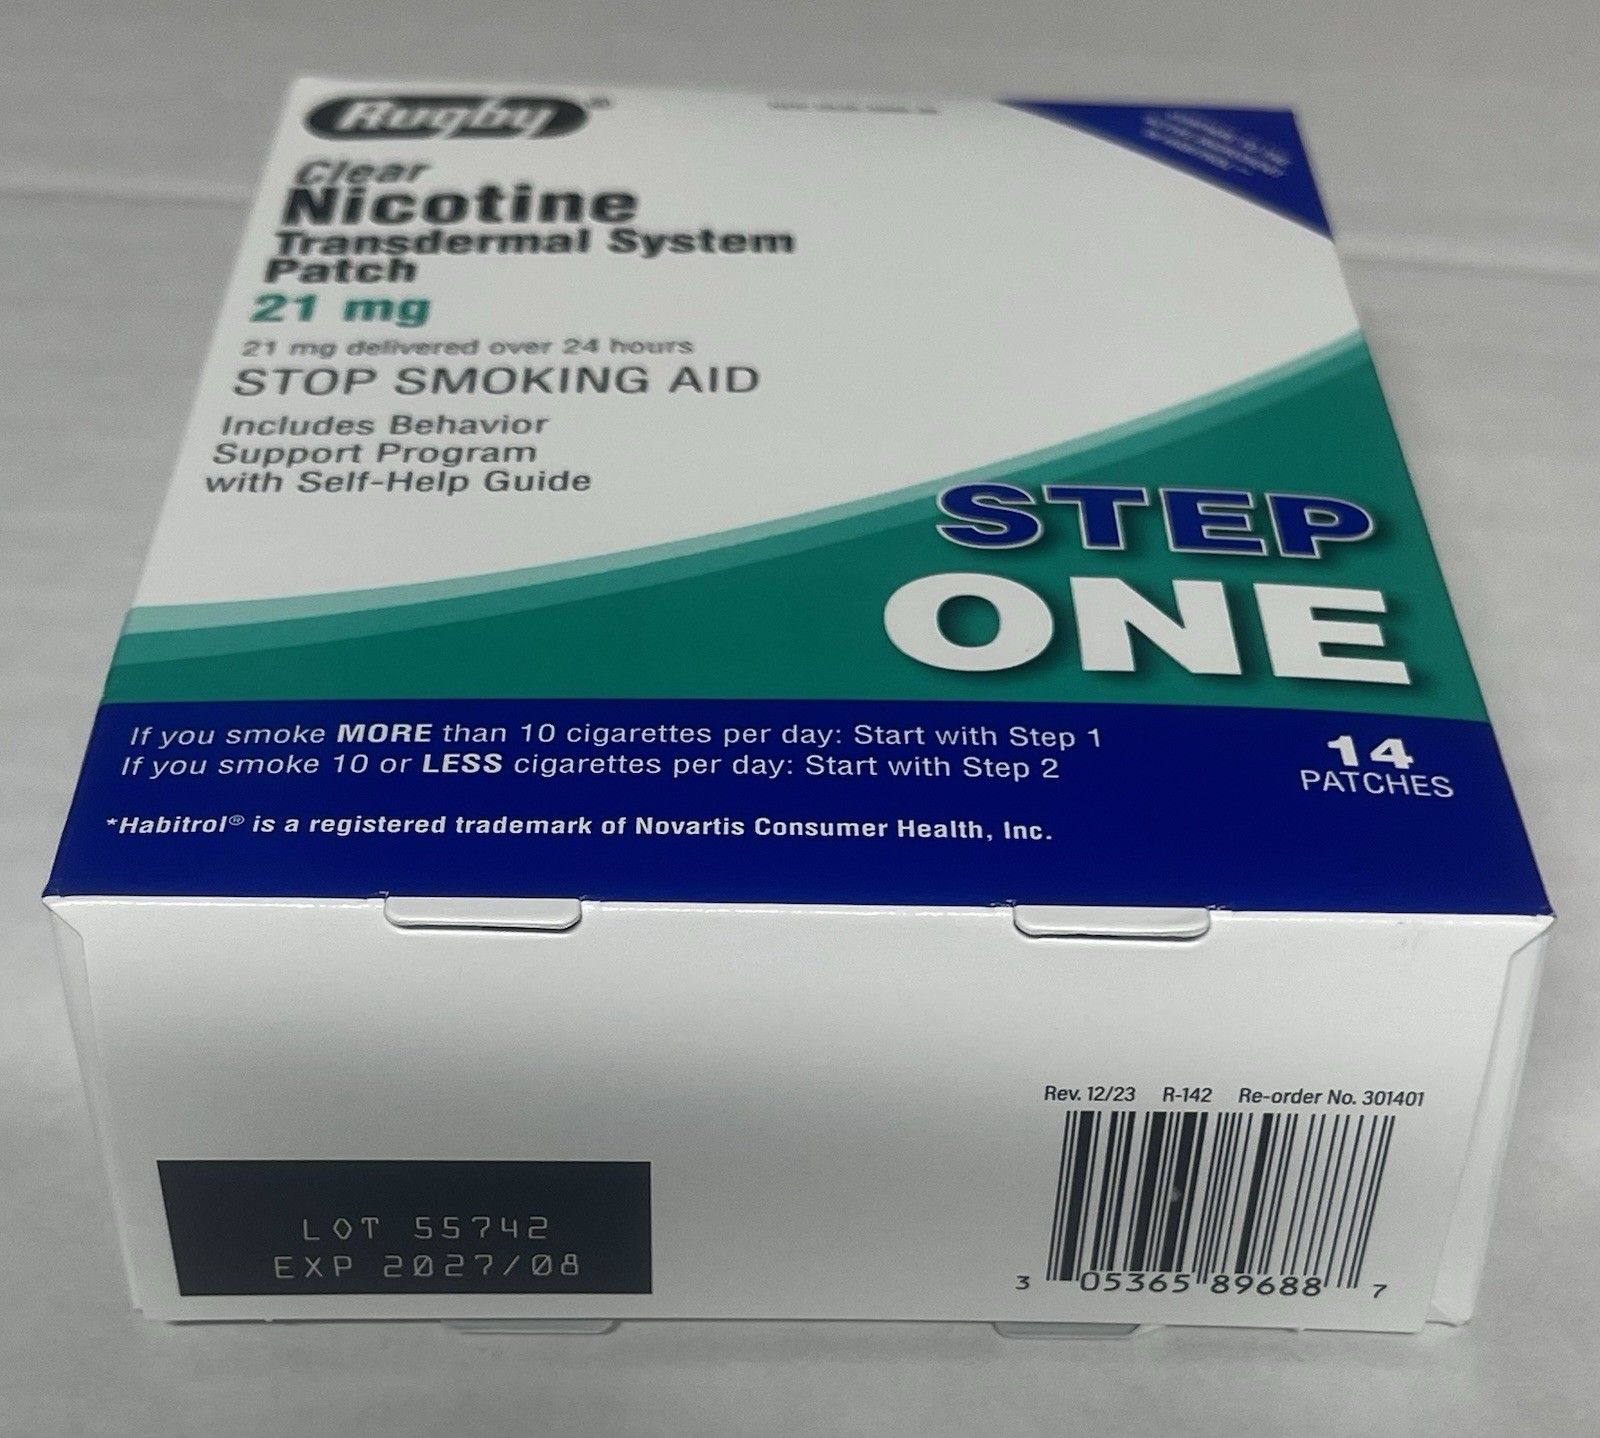 Rugby®
Clear
Nicotine
Transdermal System
Patch
21 mg
21 mg delivered over 24 hours
STOP SMOKING AID
Includes Behavior
Support Program
with Self-Help Guide
STEP
ONE
If you smoke MORE than 10 cigarettes per day: Start with Step 1
If you smoke 10 or LESS cigarettes per day: Start with Step 2
14
PATCHES
*Habitrol® is a registered trademark of Novartis Consumer Health, Inc.
Rev. 12/23 R-142 Re-order No. 301401
LOT 55742
EXP 2027/08
3 05365 89688 7